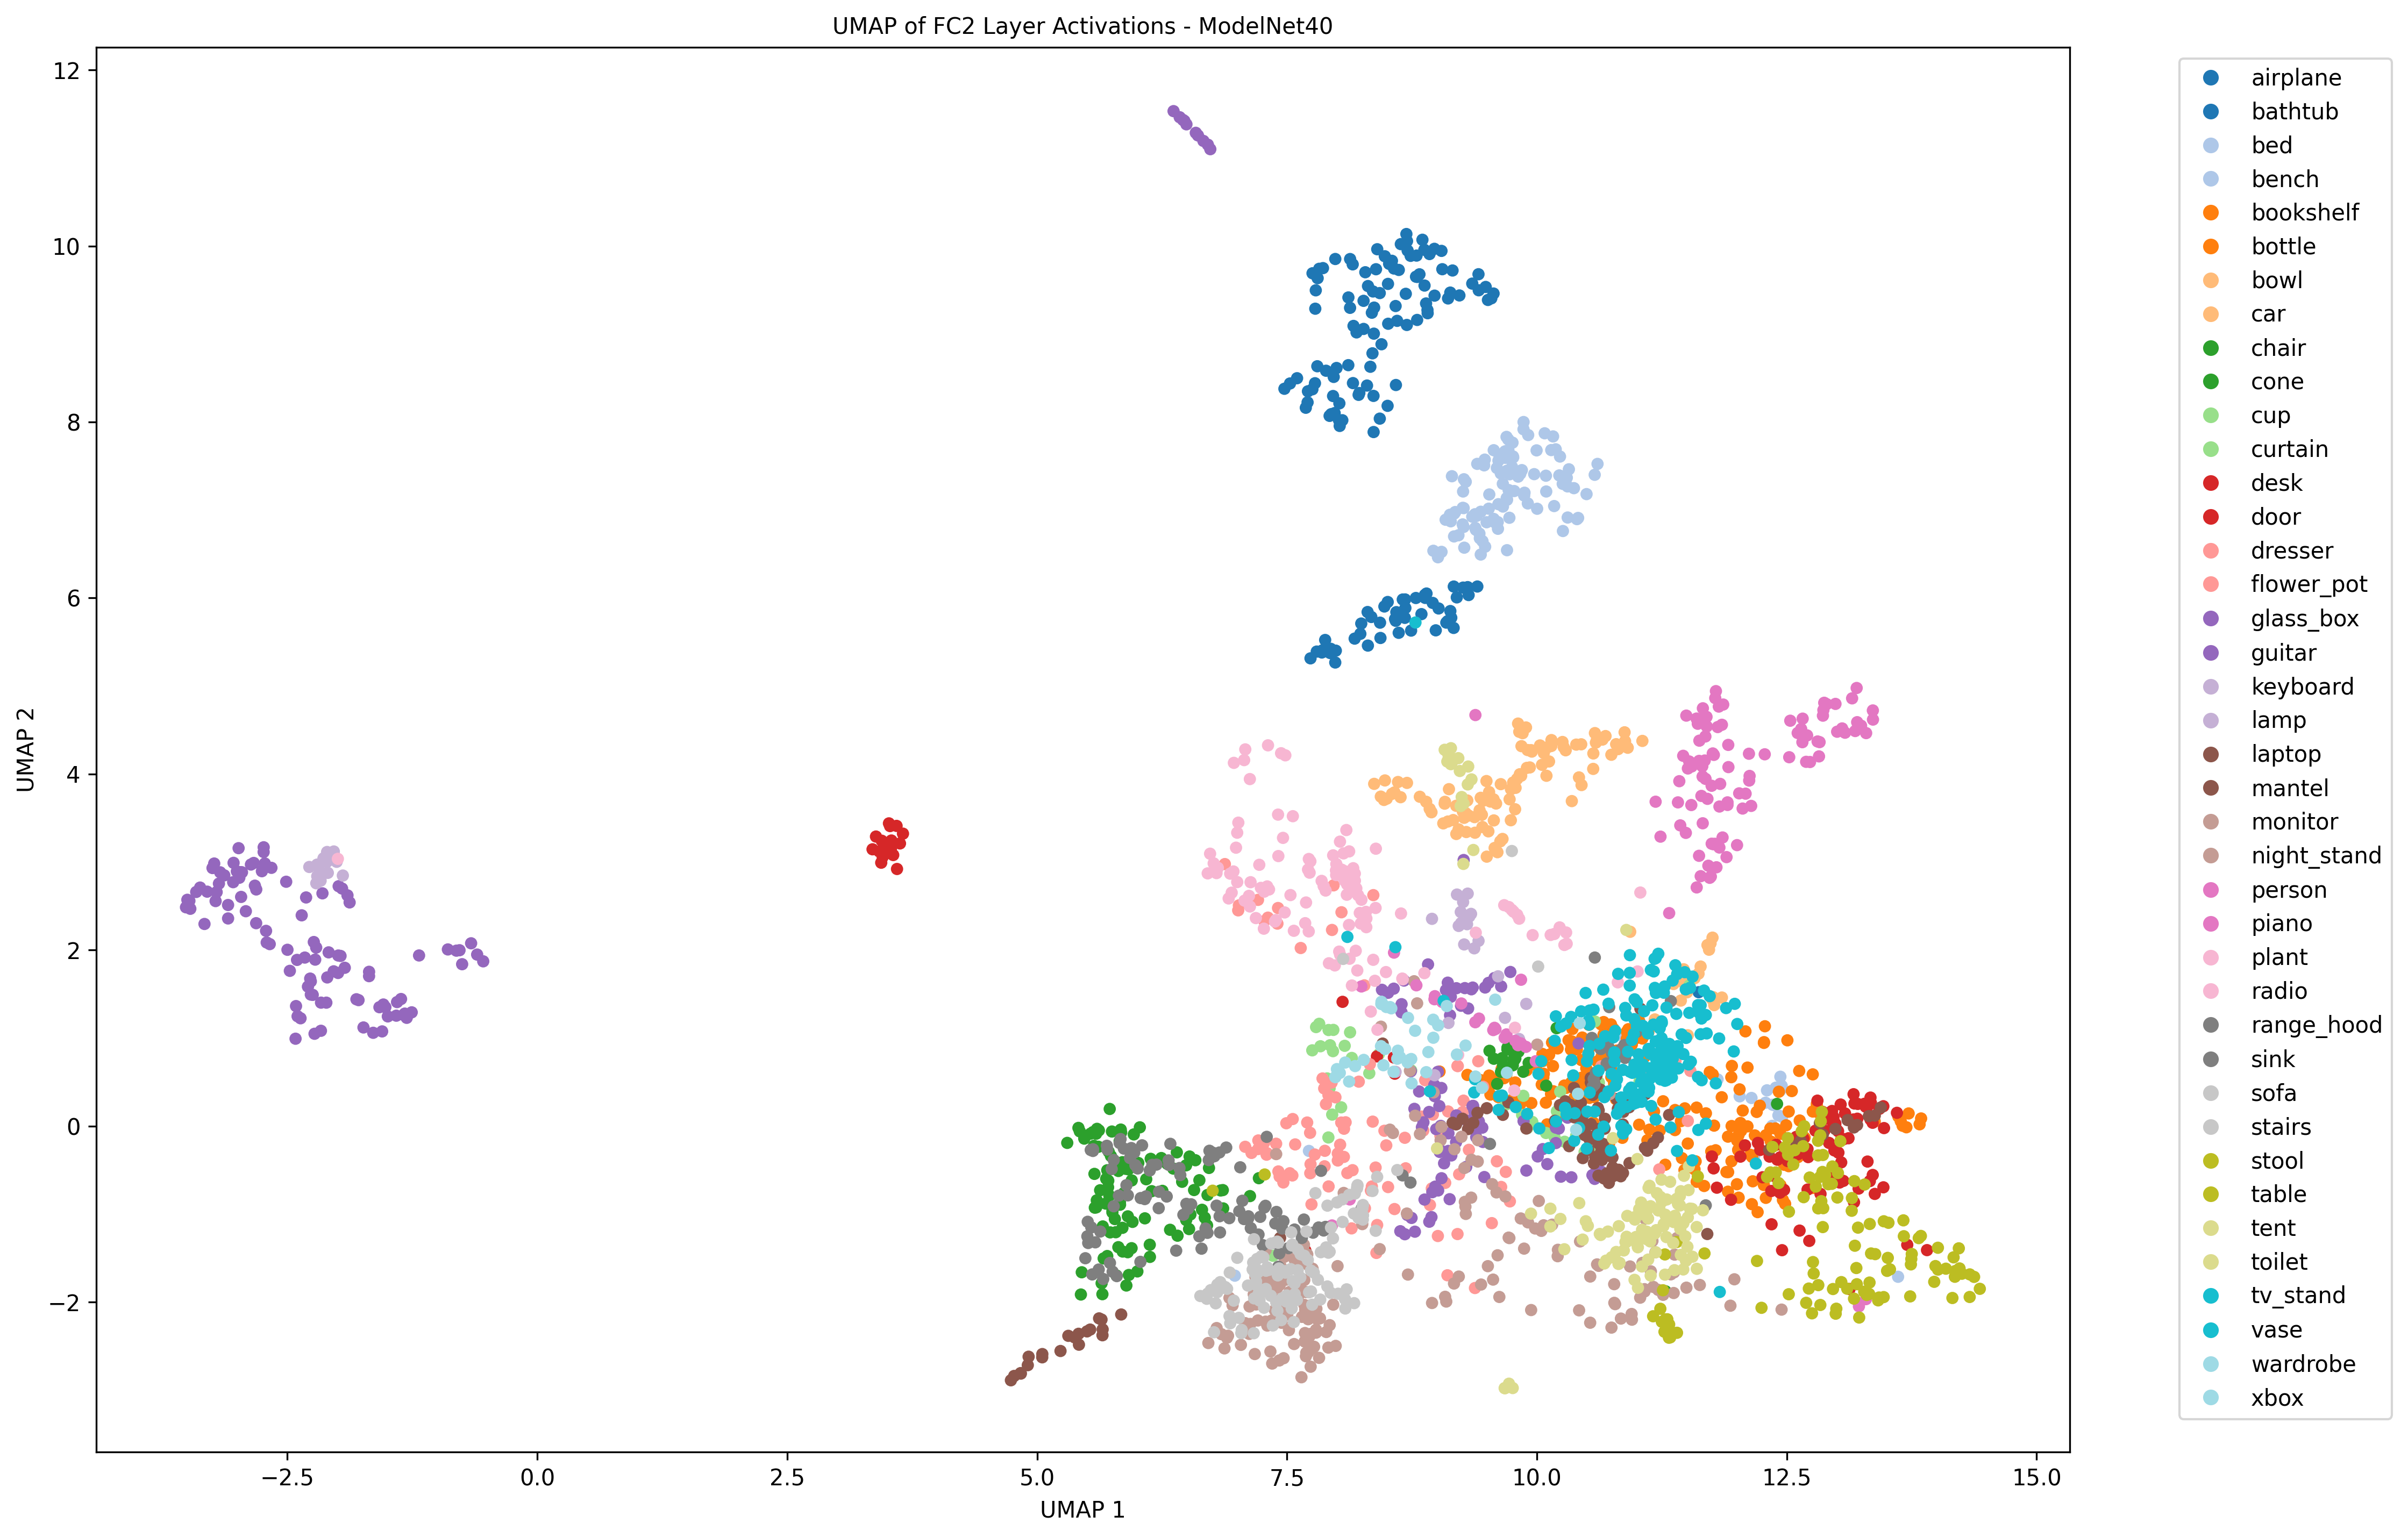 UMAP of FC2 Layer Activations - ModelNet40
12
10
8
6
4
2
0
−2
UMAP 2
−2.5
0.0
2.5
5.0
7.5
10.0
12.5
15.0
UMAP 1
airplane
bathtub
bed
bench
bookshelf
bottle
bowl
car
chair
cone
cup
curtain
desk
door
dresser
flower_pot
glass_box
guitar
keyboard
lamp
laptop
mantel
monitor
night_stand
person
piano
plant
radio
range_hood
sink
sofa
stairs
stool
table
tent
toilet
tv_stand
vase
wardrobe
xbox